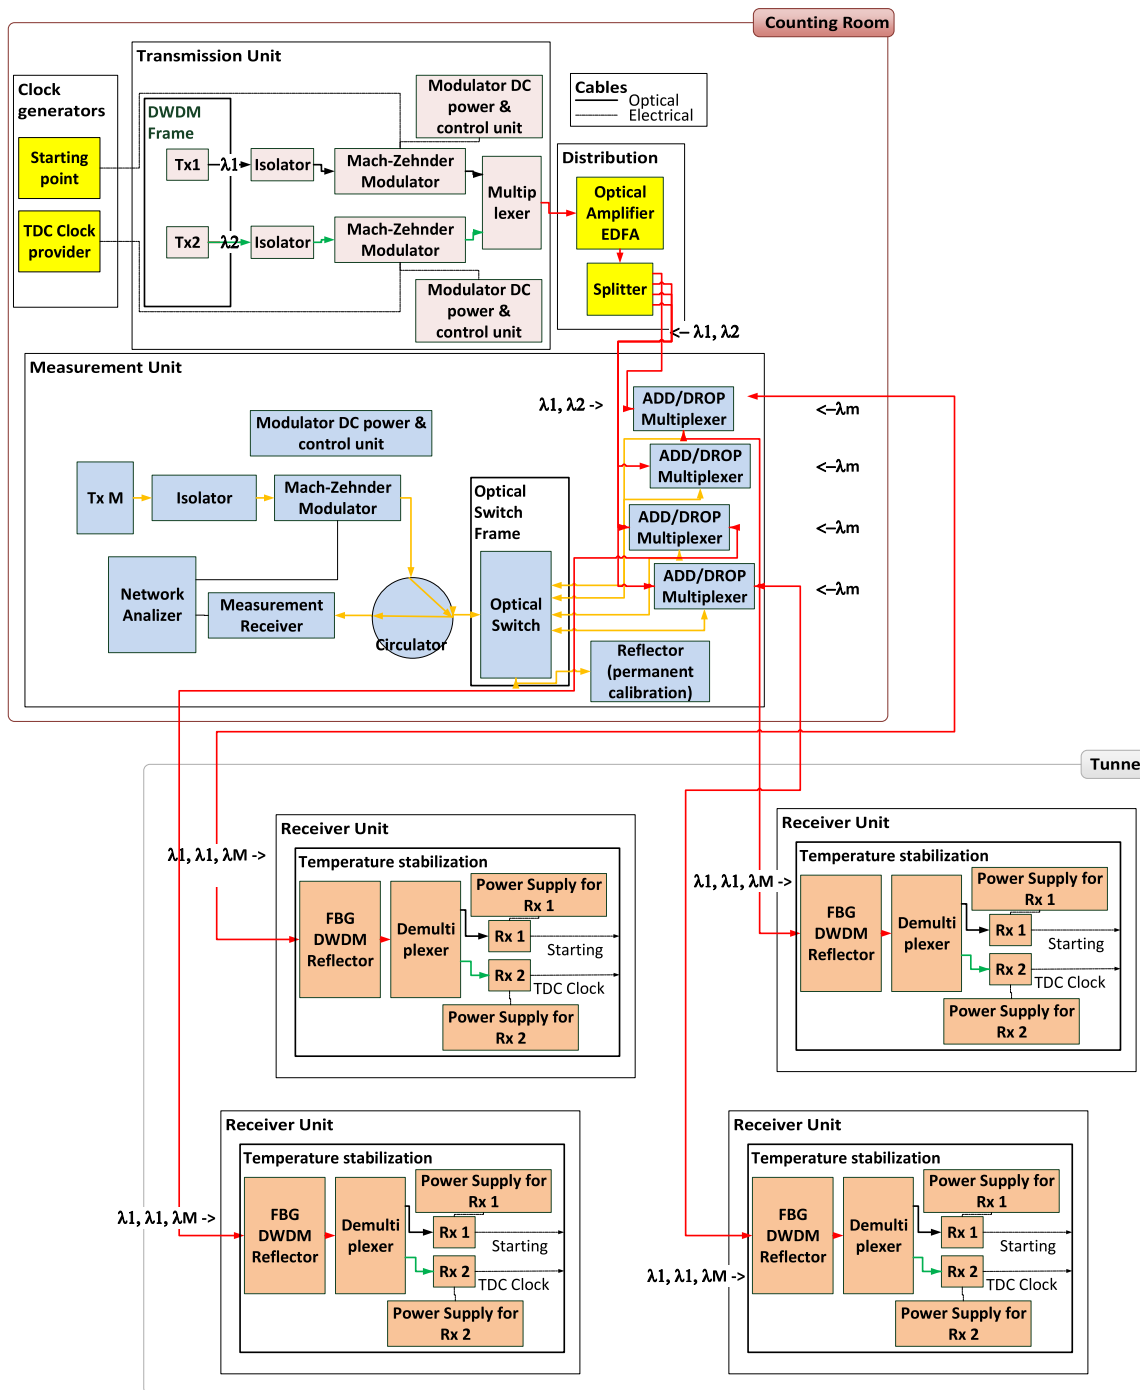 Counting Room
Transmission Unit
Clock
generators
Starting
point
TDC Clock
provider
DWDM
Frame
Tx1
λ1
Isolator
Mach-Zehnder
Modulator
Modulator DC
power &
control unit
Tx2
λ2
Isolator
Mach-Zehnder
Modulator
Modulator DC
power &
control unit
Multip
lexer
Cables
Optical
Electrical
Distribution
Optical
Amplifier
EDFA
Splitter
<– λ1, λ2
Measurement Unit
λ1, λ2 ->
ADD/DROP
Multiplexer
<–λm
ADD/DROP
Multiplexer
<–λm
ADD/DROP
Multiplexer
<–λm
ADD/DROP
Multiplexer
<–λm
Modulator DC power &
control unit
Tx M
Isolator
Mach-Zehnder
Modulator
Optical
Switch
Frame
Optical
Switch
Network
Analizer
Measurement
Receiver
Circulator
Reflector
(permanent
calibration)
Tunne
Receiver Unit
Temperature stabilization
λ1, λ1, λM ->
FBG
DWDM
Reflector
Demulti
plexer
Power Supply for
Rx 1
Rx 1
Starting
Rx 2
TDC Clock
Power Supply for
Rx 2
Receiver Unit
Temperature stabilization
λ1, λ1, λM ->
FBG
DWDM
Reflector
Demulti
plexer
Power Supply for
Rx 1
Rx 1
Starting
Rx 2
TDC Clock
Power Supply for
Rx 2
Receiver Unit
Temperature stabilization
λ1, λ1, λM ->
FBG
DWDM
Reflector
Demulti
plexer
Power Supply for
Rx 1
Rx 1
Starting
Rx 2
TDC Clock
Power Supply for
Rx 2
Receiver Unit
Temperature stabilization
λ1, λ1, λM ->
FBG
DWDM
Reflector
Demulti
plexer
Power Supply for
Rx 1
Rx 1
Starting
Rx 2
TDC Clock
Power Supply for
Rx 2